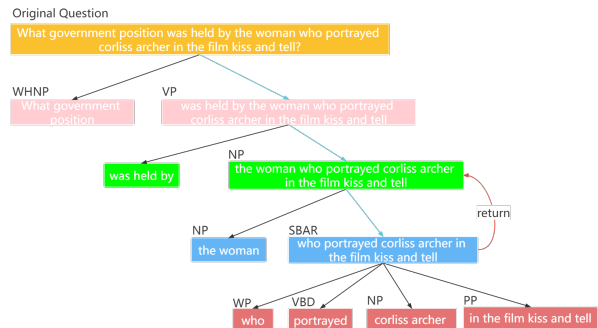 Original Question
What government position was held by the woman who portrayed
corliss archer in the film kiss and tell?
WHNP
VP
What government
position
was held by the woman who portrayed
corliss archer in the film kiss and tell
NP
was held by
the woman who portrayed corliss archer
in the film kiss and tell
return
NP
SBAR
the woman
who portrayed corliss archer in
the film kiss and tell
WP
VBD
NP
PP
who
portrayed
corliss archer
in the film kiss and tell